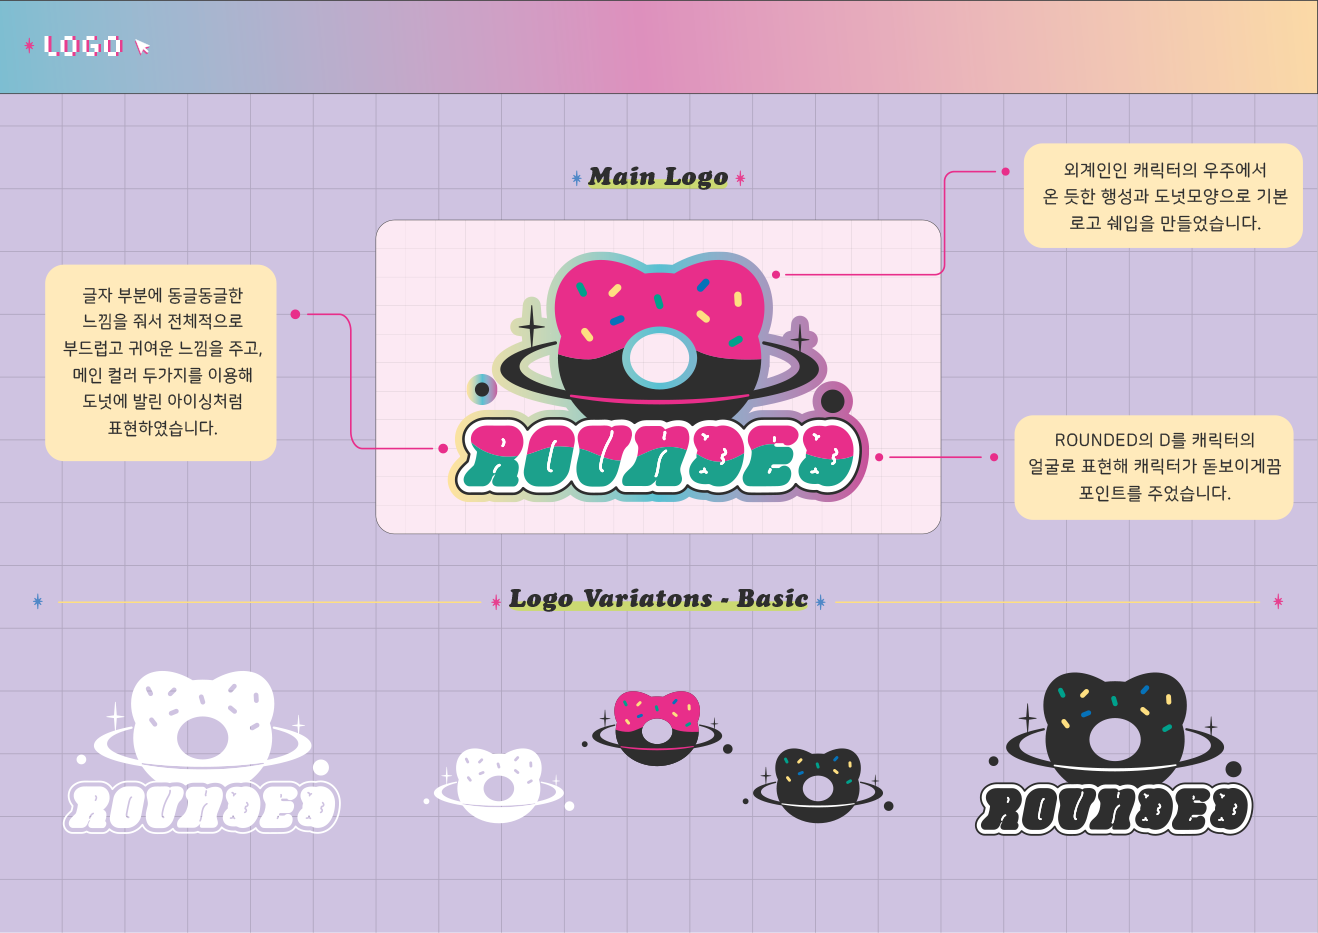 LOGO
Main Logo
외계인인 캐릭터의 우주에서
온 듯한 행성과 도넛모양으로 기본
로고 쉐입을 만들었습니다.
글자 부분에 동글동글한
느낌을 줘서 전체적으로
부드럽고 귀여운 느낌을 주고,
메인 컬러 두가지를 이용해
도넛에 발린 아이싱처럼
표현하였습니다.
ROUNDED
ROUNDED의 D를 캐릭터의
얼굴로 표현해 캐릭터가 돋보이게끔
포인트를 주었습니다.
Logo Variatons - Basic
ROUNDED
ROUNDED